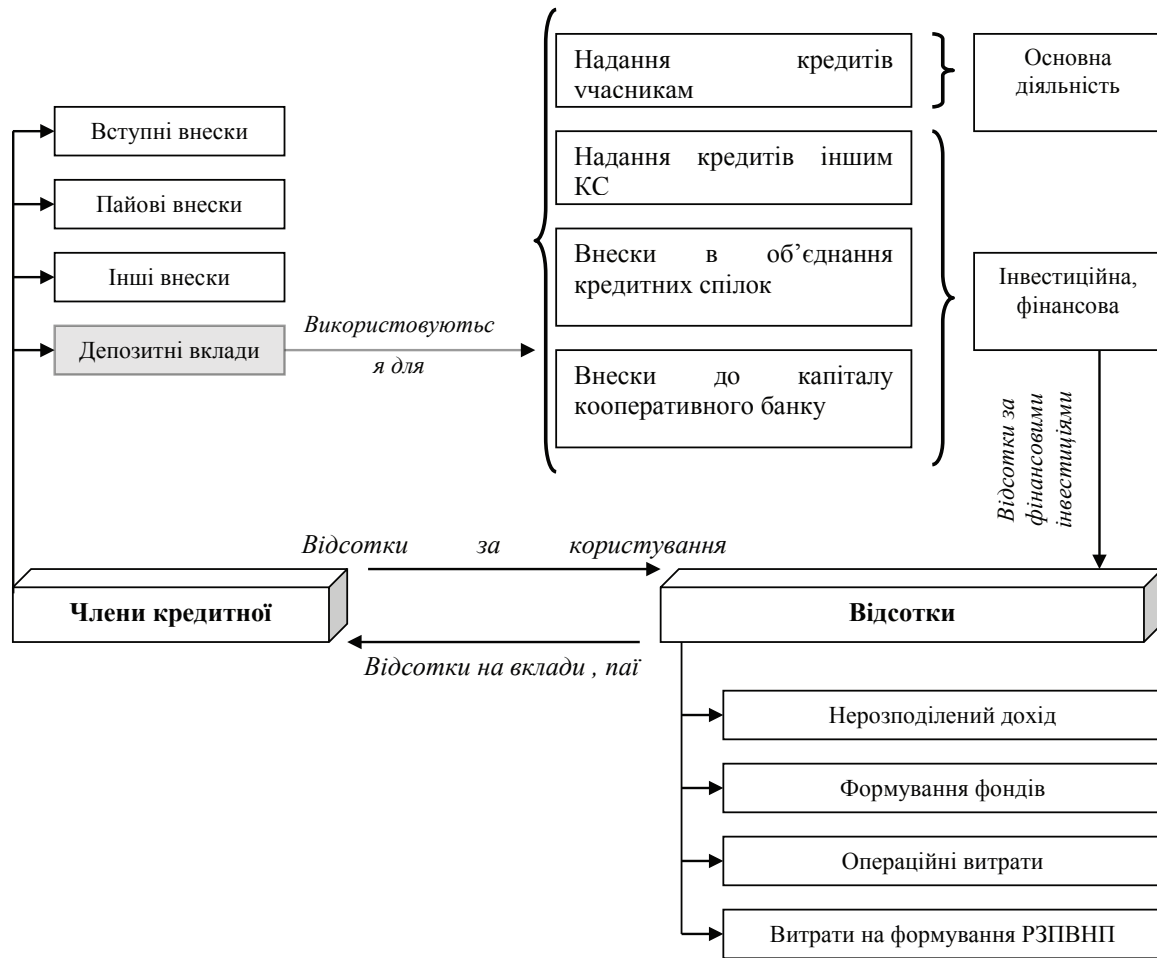 Вступні внески
Пайові внески
Інші внески
Депозитні вклади
Використовуютьс
я для
Надання кредитів
учасникам
Надання кредитів іншим
КС
Внески в об’єднання
кредитних спілок
Внески до капіталу
кооперативного банку
Основна
діяльність
Інвестиційна,
фінансова
Відсотки за
фінансовими
інвестиціями
Відсотки за користування
Члени кредитної
Відсотки
Відсотки на вклади , паї
Нерозподілений дохід
Формування фондів
Операційні витрати
Витрати на формування РЗПВНП